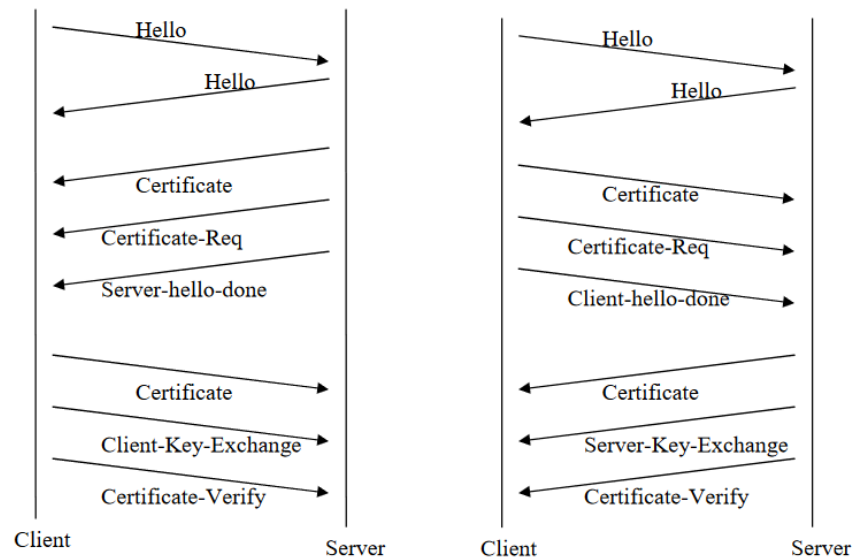 Hello
Hello
Certificate
Certificate-Req
Server-hello-done
Certificate
Client-Key-Exchange
Certificate-Verify
Client
Server
Hello
Hello
Certificate
Certificate-Req
Client-hello-done
Certificate
Server-Key-Exchange
Certificate-Verify
Client
Server